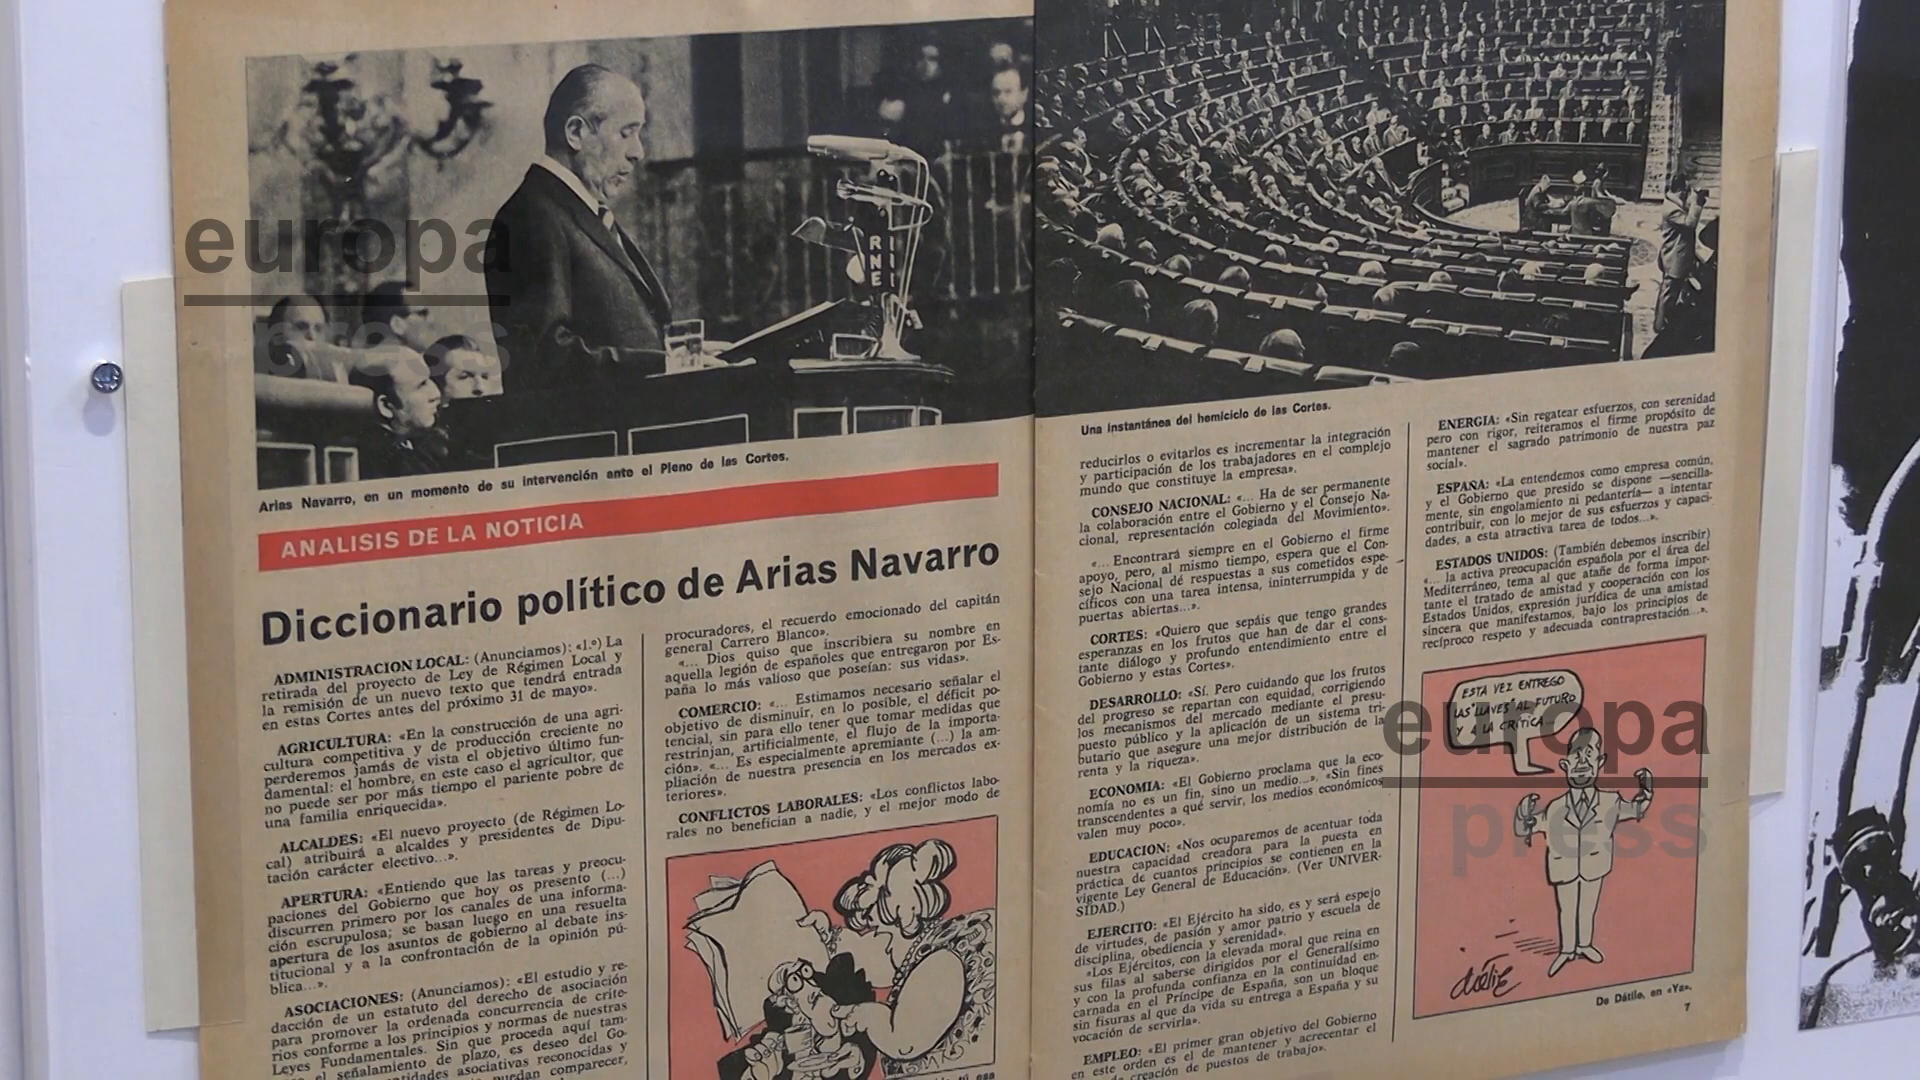 RNE
Arias Navarro, en un momento de su intervención ante el Pleno de las Cortes.
ANALISIS DE LA NOTICIA
Diccionario político de Arias Navarro
ADMINISTRACION LOCAL: (Anunciamos): «1.º) La
retirada del proyecto de Ley de Régimen Local y
la remisión de un nuevo texto que tendrá entrada
en estas Cortes antes del próximo 31 de mayo».
AGRICULTURA: «En la construcción de una agri-
cultura competitiva y de producción creciente no
perderemos jamás de vista el objetivo último fun-
damental: el hombre, en este caso el agricultor, que
no puede ser por más tiempo el pariente pobre de
una familia enriquecida».
ALCALDES: «El nuevo proyecto (de Régimen Lo-
cal) atribuirá a alcaldes y presidentes de Dipu-
tación carácter electivo...».
APERTURA: «Entiendo que las tareas y preocu-
paciones del Gobierno que hoy os presento (...)
discurren primero por los canales de una informa-
ción escrupulosa; se basan luego en una resuelta
apertura de los asuntos de gobierno al debate ins-
titucional y a la confrontación de la opinión pú-
blica...».
ASOCIACIONES: (Anunciamos): «El estudio y re-
dacción de un estatuto del derecho de asociación
para promover la ordenada concurrencia de crite-
rios conforme a los principios y normas de nuestras
Leyes Fundamentales. Sin que proceda aquí tam-
el señalamiento de plazo, es deseo del Go-
entidades asociativas reconocidas y
puedan comparecer,
procuradores, el recuerdo emocionado del capitán
general Carrero Blanco».
«... Dios quiso que inscribiera su nombre en
aquella legión de españoles que entregaron por Es-
paña lo más valioso que poseían: sus vidas».
COMERCIO: «... Estimamos necesario señalar el
objetivo de disminuir, en lo posible, el déficit po-
tencial, sin para ello tener que tomar medidas que
restrinjan, artificialmente, el flujo de la importa-
ción». «... Es especialmente apremiante (...) la am-
pliación de nuestra presencia en los mercados ex-
teriores».
CONFLICTOS LABORALES: «Los conflictos labo-
rales no benefician a nadie, y el mejor modo de
Una instantánea del hemiciclo de las Cortes.
reducirlos o evitarlos es incrementar la integración
y participación de los trabajadores en el complejo
mundo que constituye la empresa».
CONSEJO NACIONAL: «... Ha de ser permanente
la colaboración entre el Gobierno y el Consejo Na-
cional, representación colegiada del Movimiento».
«... Encontrará siempre en el Gobierno el firme
apoyo, pero, al mismo tiempo, espera que el Con-
sejo Nacional dé respuestas a sus cometidos espe-
cíficos con una tarea intensa, ininterrumpida y de
puertas abiertas...».
CORTES: «Quiero que sepáis que tengo grandes
esperanzas en los frutos que han de dar el cons-
tante diálogo y profundo entendimiento entre el
Gobierno y estas Cortes».
DESARROLLO: «Sí. Pero cuidando que los frutos
del progreso se repartan con equidad, corrigiendo
los mecanismos del mercado mediante el presu-
puesto público y la aplicación de un sistema tri-
butario que asegure una mejor distribución de la
renta y la riqueza».
ECONOMIA: «El Gobierno proclama que la eco-
nomía no es un fin, sino un medio...». «Sin fines
transcendentes a qué servir, los medios económicos
valen muy poco».
EDUCACION: «Nos ocuparemos de acentuar toda
nuestra capacidad creadora para la puesta en
práctica de cuantos principios se contienen en la
vigente Ley General de Educación». (Ver UNIVER-
SIDAD.)
EJERCITO: «El Ejército ha sido, es y será espejo
de virtudes, de pasión y amor patrio y escuela de
disciplina, obediencia y serenidad».
«Los Ejércitos, con la elevada moral que reina en
sus filas al saberse dirigidos por el Generalísimo
y con la profunda confianza en la continuidad en-
carnada en el Príncipe de España, son un bloque
sin fisuras al que da vida su entrega a España y su
vocación de servirla».
EMPLEO: «El primer gran objetivo del Gobierno
en este orden es el de mantener y acrecentar el
creación de puestos de trabajo».
ENERGIA: «Sin regatear esfuerzos, con serenidad
pero con rigor, reiteramos el firme propósito de
mantener el sagrado patrimonio de nuestra paz
social».
ESPAÑA: «La entendemos como empresa común,
y el Gobierno que presido se dispone —sencilla-
mente, sin engolamiento ni pedantería— a intentar
contribuir, con lo mejor de sus esfuerzos y capaci-
dades, a esta atractiva tarea de todos...».
ESTADOS UNIDOS: (También debemos inscribir)
«... la activa preocupación española por el área del
Mediterráneo, tema al que atañe de forma impor-
tante el tratado de amistad y cooperación con los
Estados Unidos, expresión jurídica de una amistad
sincera que manifestamos, bajo los principios de
recíproco respeto y adecuada contraprestación...».
ESTA VEZ ENTREGO
LAS "LLAVES" AL FUTURO
Y A LA CRÍTICA
Dátile
De Dátile, en «Ya».
7
europa
press
europa
press